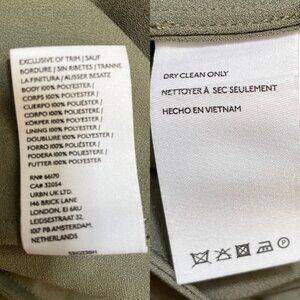 EXCLUSIVE OF TRIM / SAUF
BORDURE / SIN RIBETES / TRANNE
LA FINITURA / AUSSER BESATZ
BODY 100% POLYESTER /
CORPS 100% POLYESTER /
CUERPO 100% POLIÉSTER /
CORPO 100% POLIESTERE /
KÖRPER 100% POLYESTER
LINING 100% POLYESTER /
DOUBLURE 100% POLYESTER /
FORRO 100% POLIÉSTER /
FODERA 100% POLIESTERE /
FUTTER 100% POLYESTER
RN# 66170
CA# 32054
URBN UK LTD.
146 BRICK LANE
LONDON, E1 6RU
LEIDSESTRAAT 32,
1017 PB AMSTERDAM,
NETHERLANDS
DRY CLEAN ONLY
NETTOYER À SEC SEULEMENT
HECHO EN VIETNAM